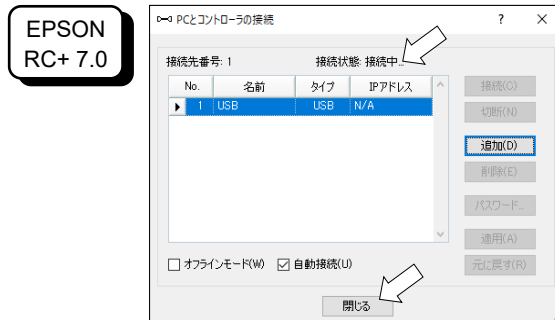 EPSON
RC+ 7.0
PCとコントローラの接続
?
×
接続先番号: 1
接続状態: 接続中...
No. 名前 タイプ IPアドレス
1 USB USB N/A
接続(C)
切断(N)
追加(D)
削除(E)
パスワード...
適用(A)
元に戻す(R)
オフラインモード(W) 自動接続(U)
閉じる